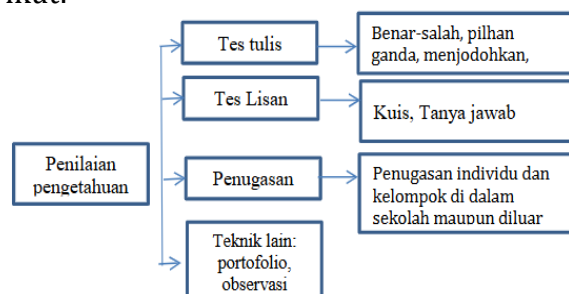 Tes tulis
Benar-salah, pilhan
ganda, menjodohkan,
Tes Lisan
Kuis, Tanya jawab
Penilaian
pengetahuan
Penugasan
Penugasan individu dan
kelompok di dalam
sekolah maupun diluar
Teknik lain:
portofolio,
observasi